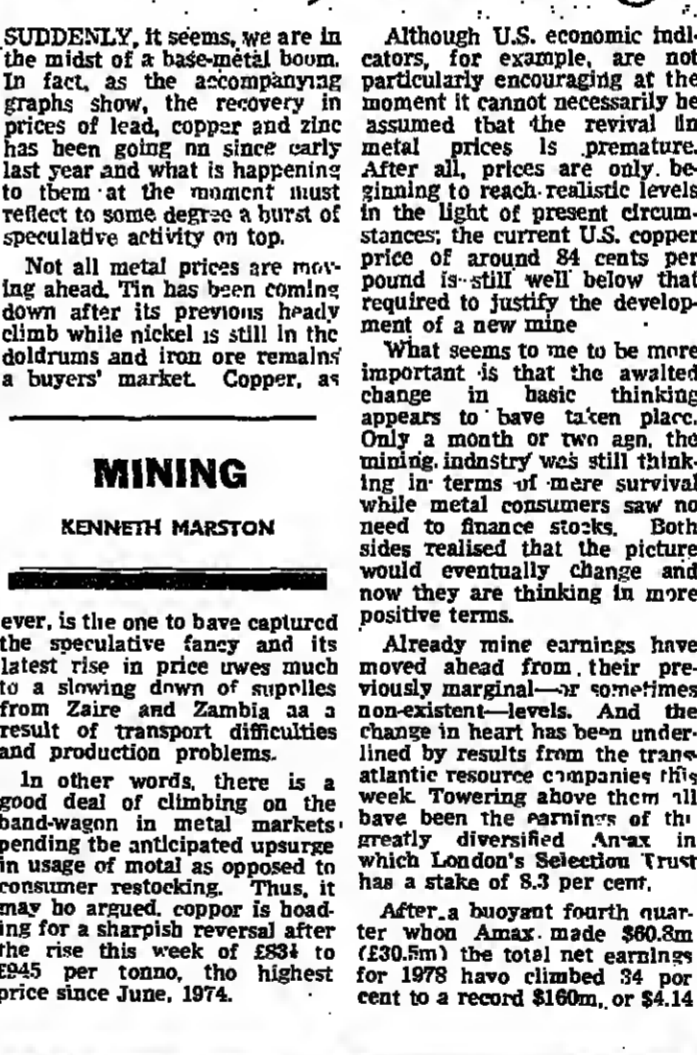 SUDDENLY, it seems, we are in
the midst of a base-metal boom.
In fact, as the accompanying
graphs show, the recovery in
prices of lead, copper and zinc
has been going nn since early
last year and what is happening
to them at the moment must
reflect to some degree a burst of
speculative activity on top.
Not all metal prices are mov-
ing ahead. Tin has been coming
down after its previous heady
climb while nickel is still in the
doldrums and iron ore remains
a buyers' market. Copper, as
MINING
KENNETH MARSTON
ever, is the one to have captured
the speculative fancy and its
latest rise in price uwes much
to a slowing down of supplies
from Zaire and Zambia aa a
result of transport difficulties
and production problems.
In other words, there is a
good deal of climbing on the
band-wagon in metal markets
pending the anticipated upsurge
in usage of motal as opposed to
consumer restocking. Thus, it
may bo argued, coppor is boad-
ing for a sharpish reversal after
the rise this week of £83½ to
£945 per tonno, tho highest
price since June, 1974.
Although U.S. economic indi-
cators, for example, are not
particularly encouraging at the
moment it cannot necessarily be
assumed that the revival in
metal prices is premature.
After all, prices are only be-
ginning to reach realistic levels
in the light of present circum-
stances; the current U.S. copper
price of around 84 cents per
pound is still well below that
required to justify the develop-
ment of a new mine
What seems to me to be more
important is that the awaited
change in basic thinking
appears to have taken place.
Only a month or two agn, the
mining industry was still think-
ing in terms of mere survival
while metal consumers saw no
need to finance stocks. Both
sides realised that the picture
would eventually change and
now they are thinking in more
positive terms.
Already mine earnings have
moved ahead from their pre-
viously marginal—or sometimes
non-existent—levels. And the
change in heart has been under-
lined by results from the trans-
atlantic resource companies this
week. Towering above them all
have been the earnings of the
greatly diversified Amax in
which London's Selection Trust
has a stake of 8.3 per cent.
After a buoyant fourth quar-
ter whon Amax made $60.8m
(£30.5m) the total net earnings
for 1978 havo climbed 34 por
cent to a record $160m, or $4.14